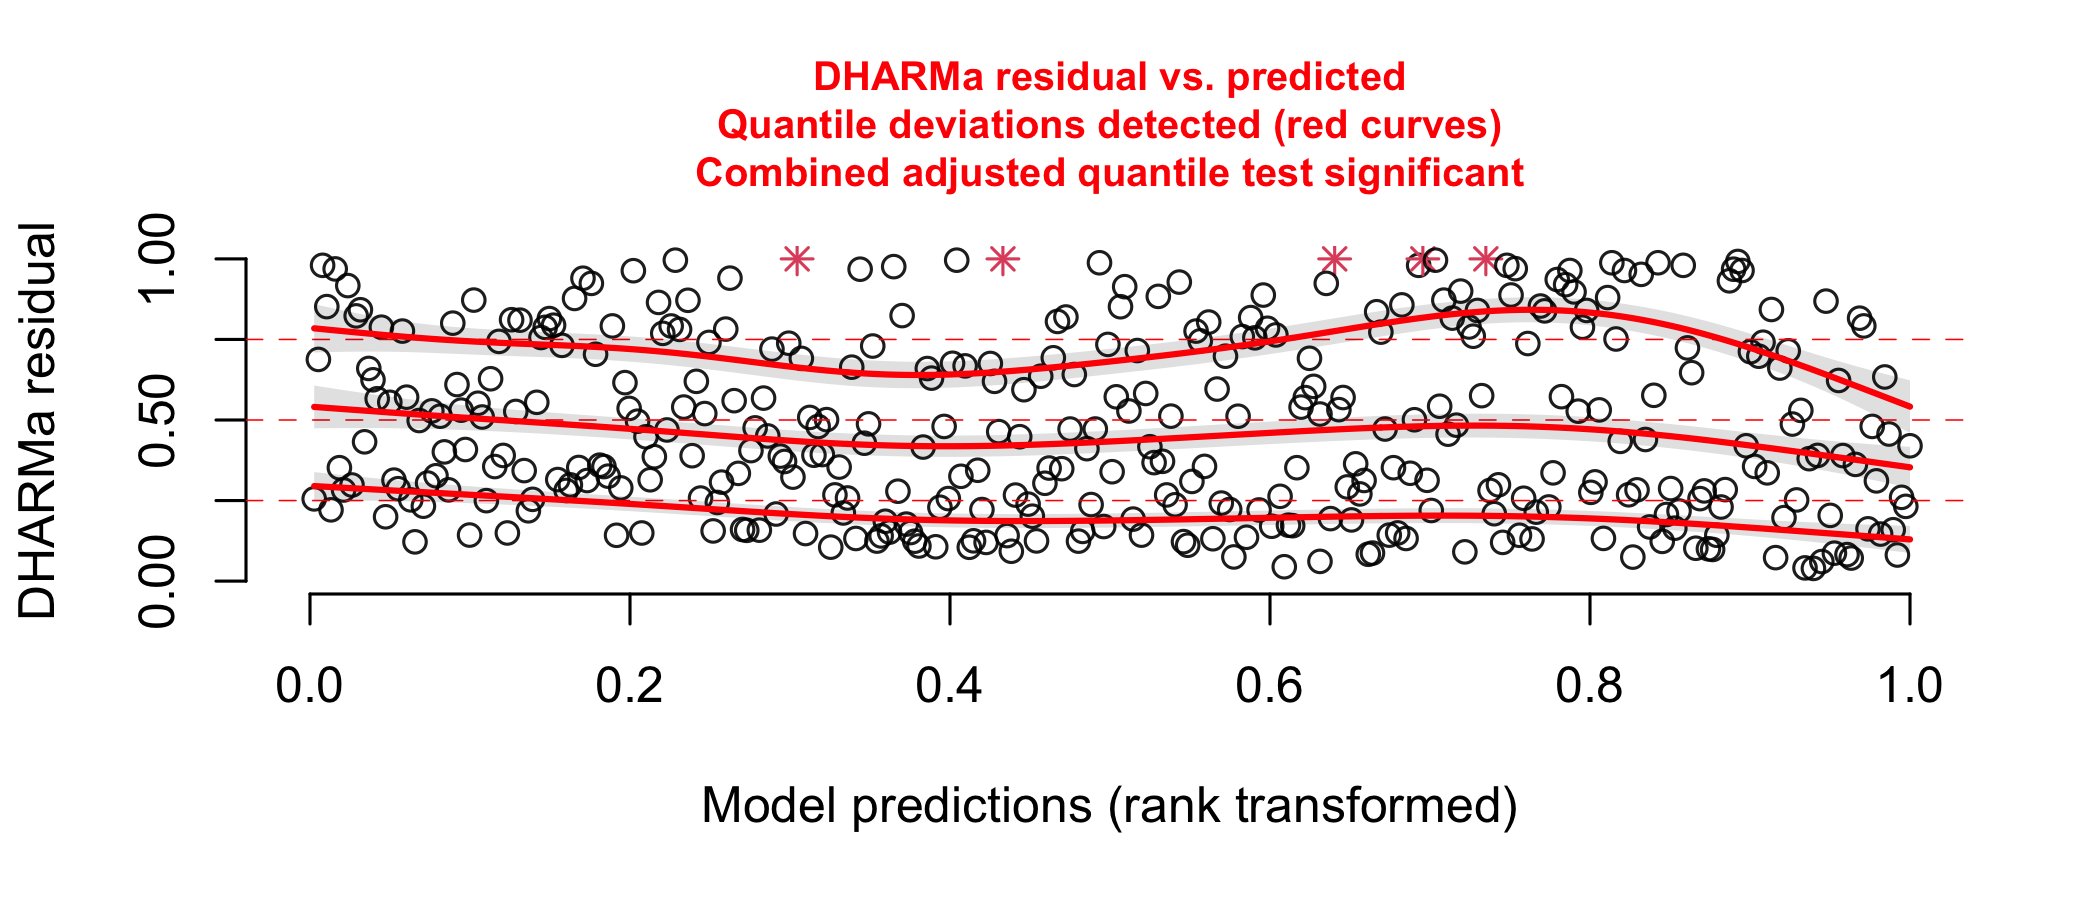 DHARMa residual vs. predicted
Quantile deviations detected (red curves)
Combined adjusted quantile test significant
DHARMa residual
1.00
0.50
0.00
0.0 0.2 0.4 0.6 0.8 1.0
Model predictions (rank transformed)